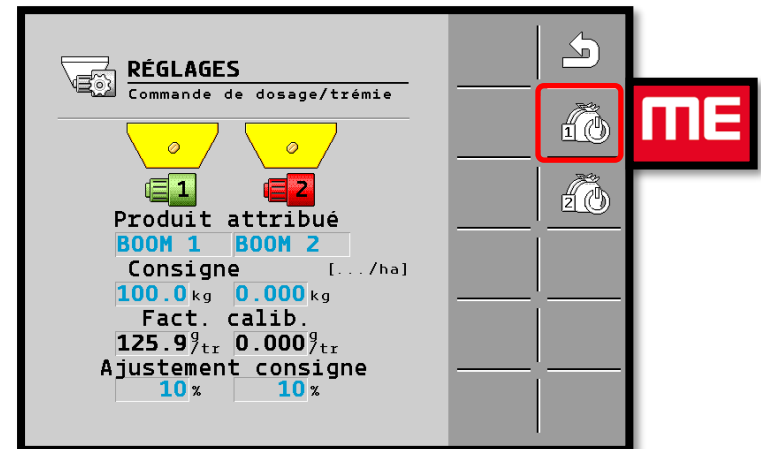 RÉGLAGES
Commande de dosage/trémie
1
ME
1 2
2
Produit attribué
BOOM 1 BOOM 2
Consigne [.../ha]
100.0 kg 0.000 kg
Fact. calib.
125.9 g/tr 0.000 g/tr
Ajustement consigne
10 % 10 %